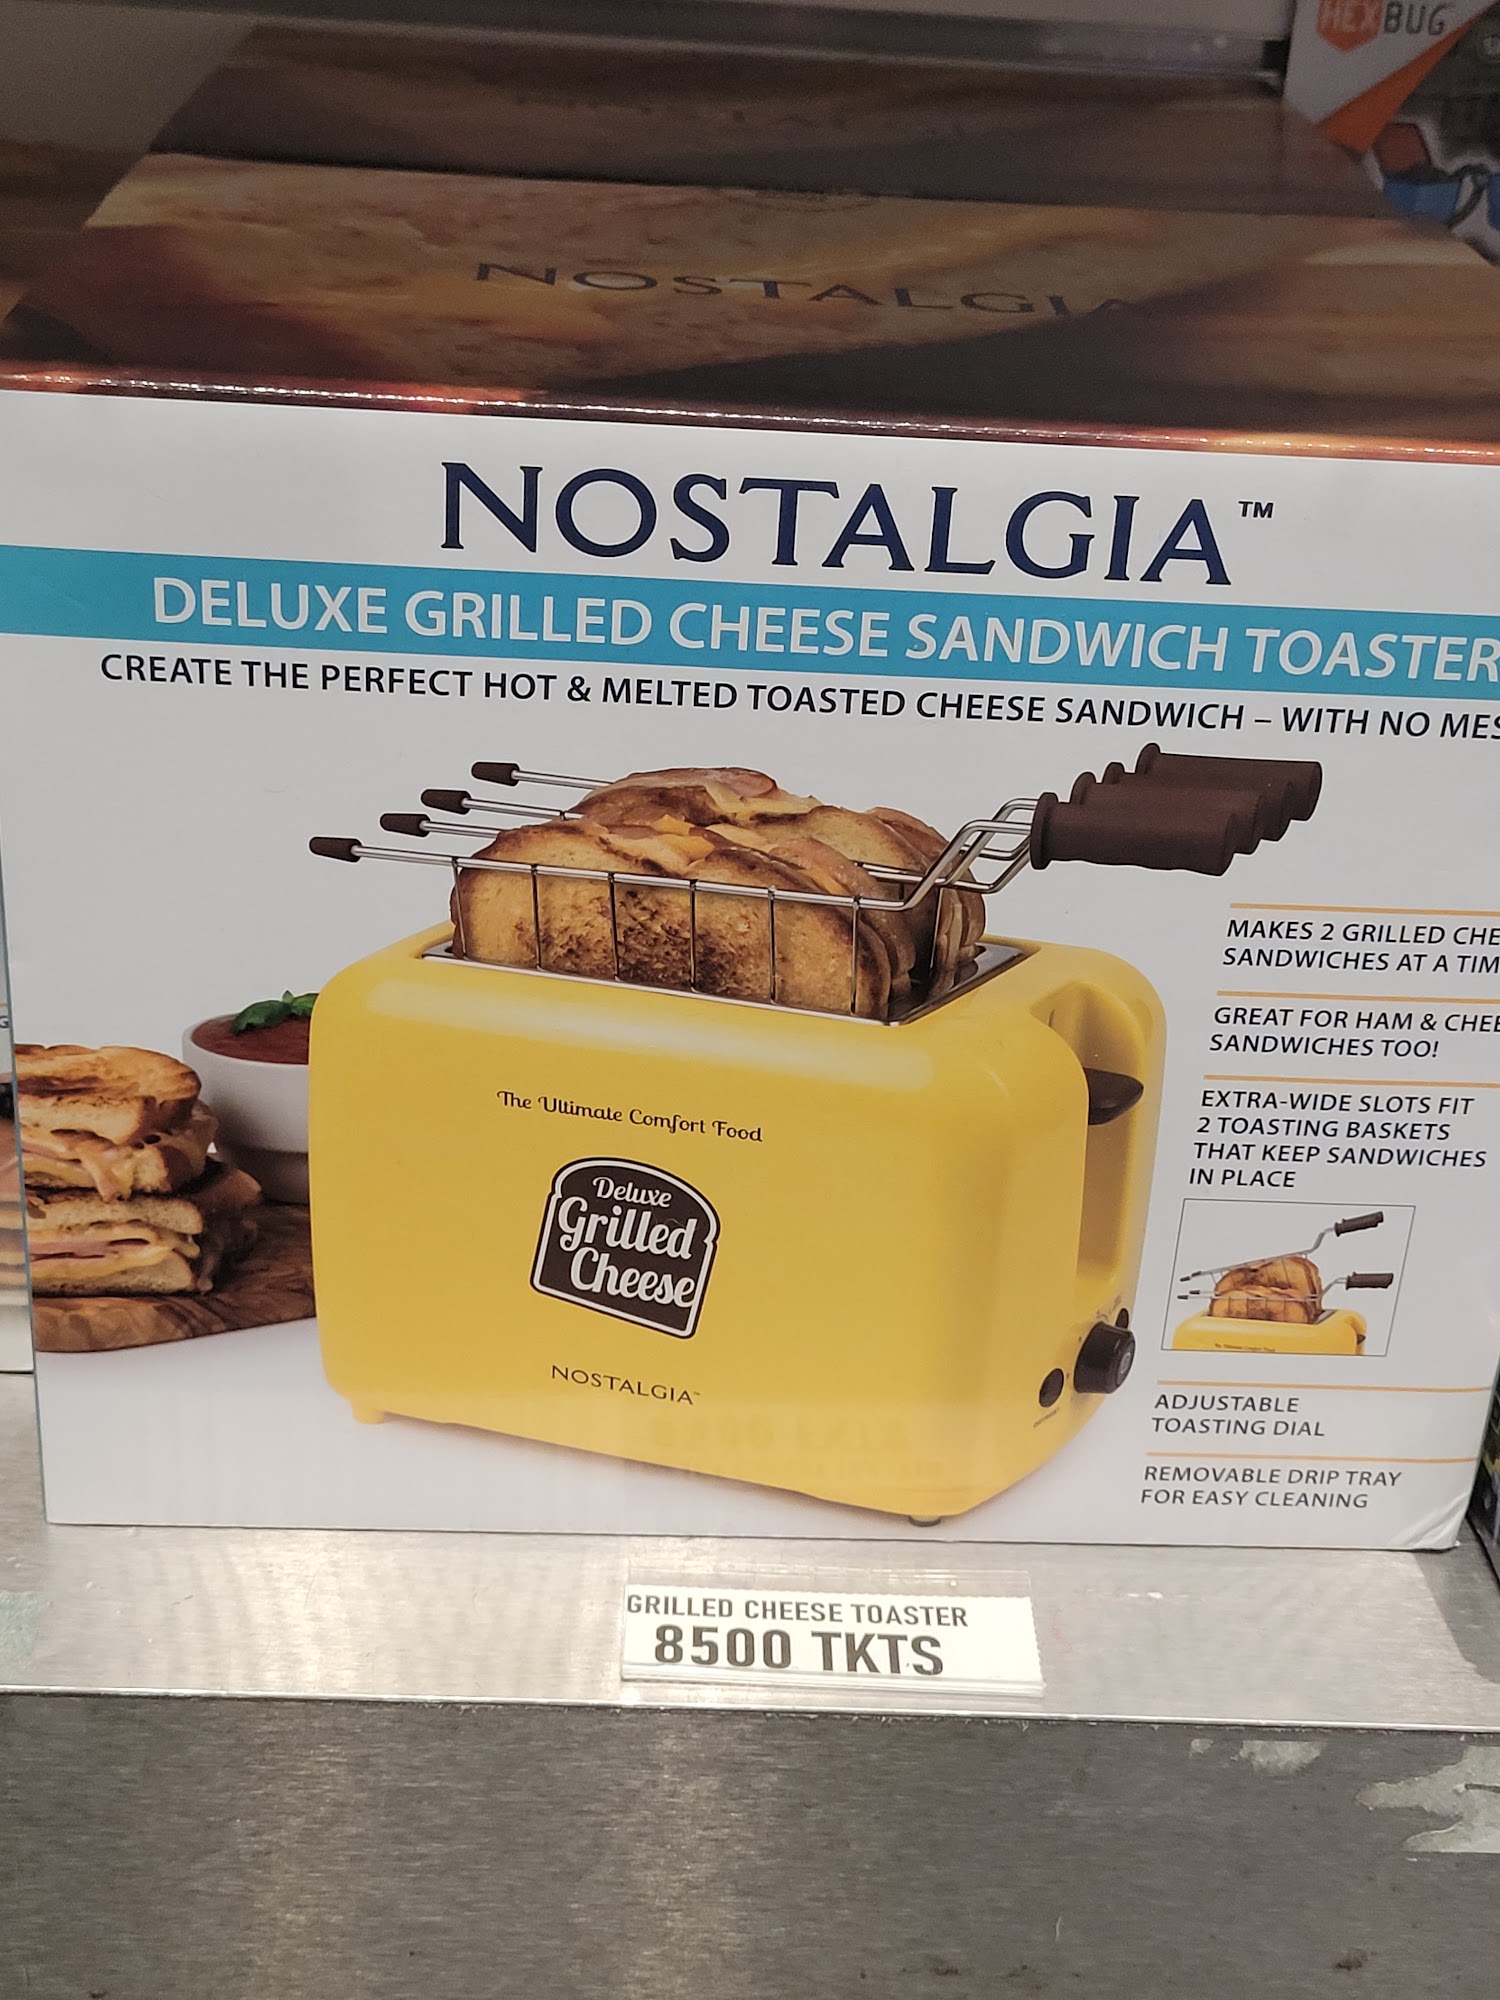 HEXBUG
NOSTALGIA
NOSTALGIA™
DELUXE GRILLED CHEESE SANDWICH TOASTER
CREATE THE PERFECT HOT & MELTED TOASTED CHEESE SANDWICH – WITH NO MES
MAKES 2 GRILLED CHE
SANDWICHES AT A TIM
GREAT FOR HAM & CHEE
SANDWICHES TOO!
EXTRA-WIDE SLOTS FIT
2 TOASTING BASKETS
THAT KEEP SANDWICHES
IN PLACE
The Ultimate Comfort Food
Deluxe
Grilled
Cheese
NOSTALGIA™
ADJUSTABLE
TOASTING DIAL
REMOVABLE DRIP TRAY
FOR EASY CLEANING
GRILLED CHEESE TOASTER
8500 TKTS